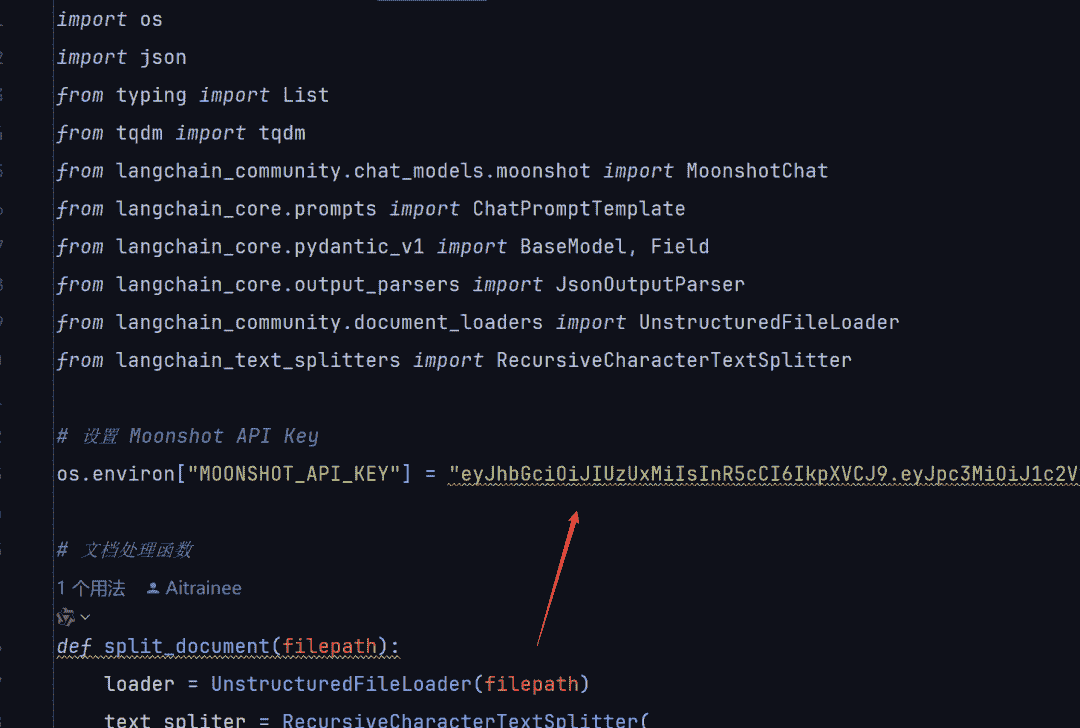 import os
import json
from typing import List
from tqdm import tqdm
from langchain_community.chat_models.moonshot import MoonshotChat
from langchain_core.prompts import ChatPromptTemplate
from langchain_core.pydantic_v1 import BaseModel, Field
from langchain_core.output_parsers import JsonOutputParser
from langchain_community.document_loaders import UnstructuredFileLoader
from langchain_text_splitters import RecursiveCharacterTextSplitter
# 设置 Moonshot API Key
os.environ["MOONSHOT_API_KEY"] = "eyJhbGciOiJIUzUxMiIsInR5cCI6IkpXVCJ9.eyJpc3MiOiJ1c2V
# 文档处理函数
1 个用法 Aitrainee
def split_document(filepath):
loader = UnstructuredFileLoader(filepath)
text_spliter = RecursiveCharacterTextSplitter(